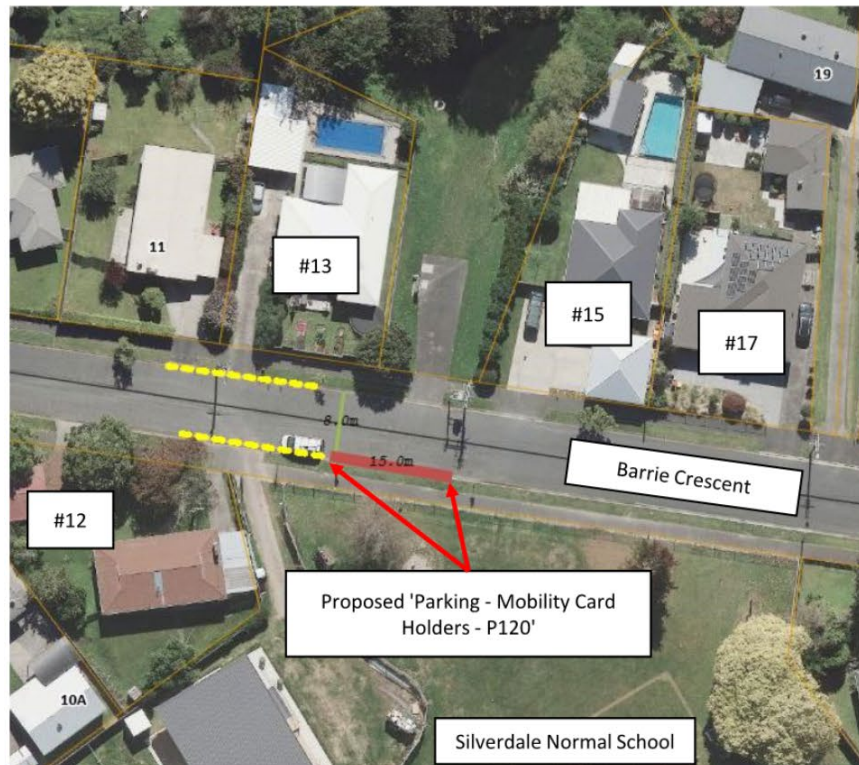 19
11
#13
#15
#17
8.0m
15.0m
Barrie Crescent
#12
Proposed 'Parking - Mobility Card
Holders - P120'
10A
Silverdale Normal School